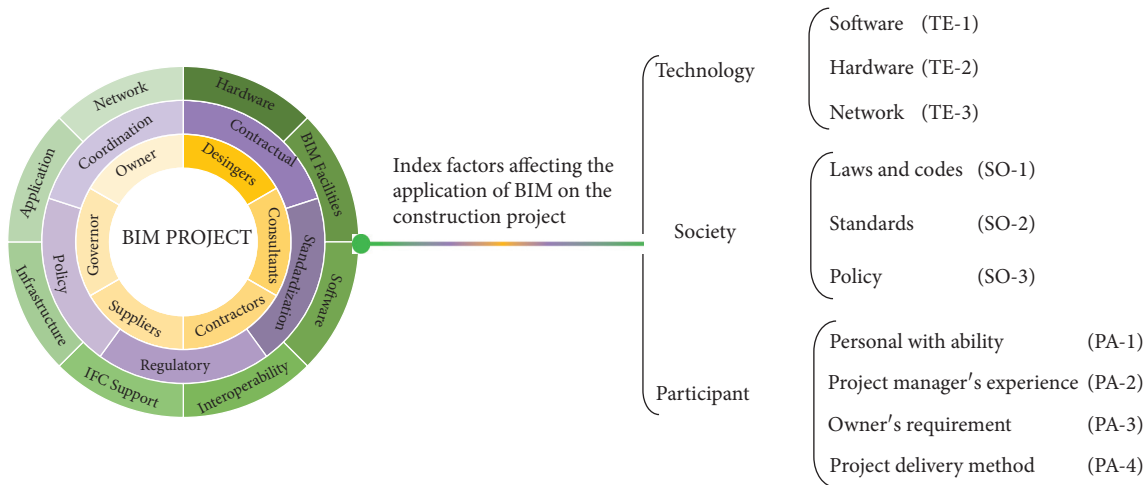 Network
Hardware
BIM Facilities
Software
Interoperability
IFC Support
Infrastructure
Application
Coordination
Contractual
Standardization
Regulatory
Policy
Owner
Desingers
Consultants
Contractors
Suppliers
Governor
BIM PROJECT
Index factors affecting the
application of BIM on the
construction project
Technology
Software (TE-1)
Hardware (TE-2)
Network (TE-3)
Society
Laws and codes (SO-1)
Standards (SO-2)
Policy (SO-3)
Participant
Personal with ability (PA-1)
Project manager′s experience (PA-2)
Owner′s requirement (PA-3)
Project delivery method (PA-4)